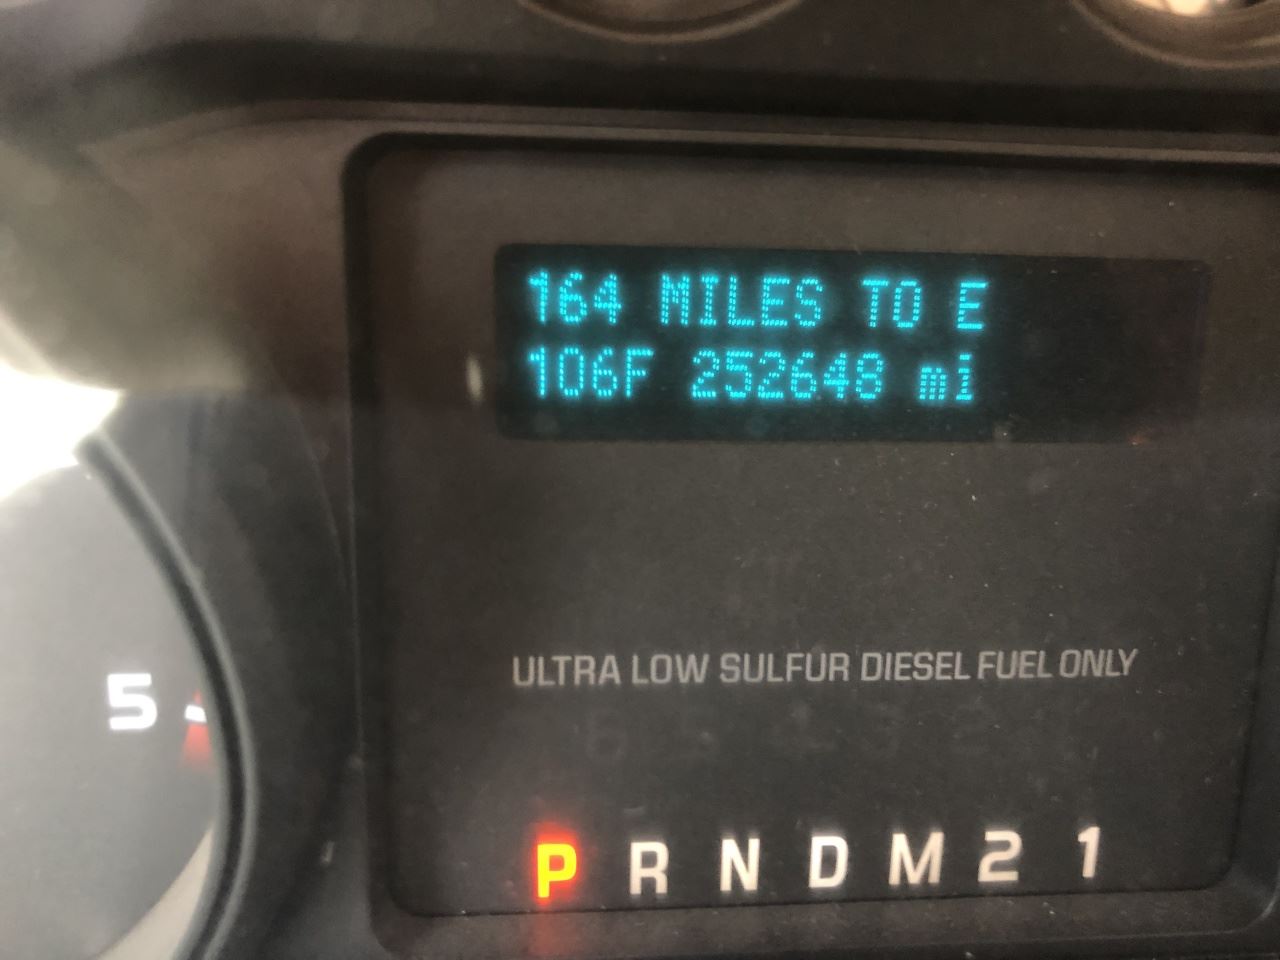 164 MILES TO E
106F 252648 mi
ULTRA LOW SULFUR DIESEL FUEL ONLY
5
P R N D M 2 1